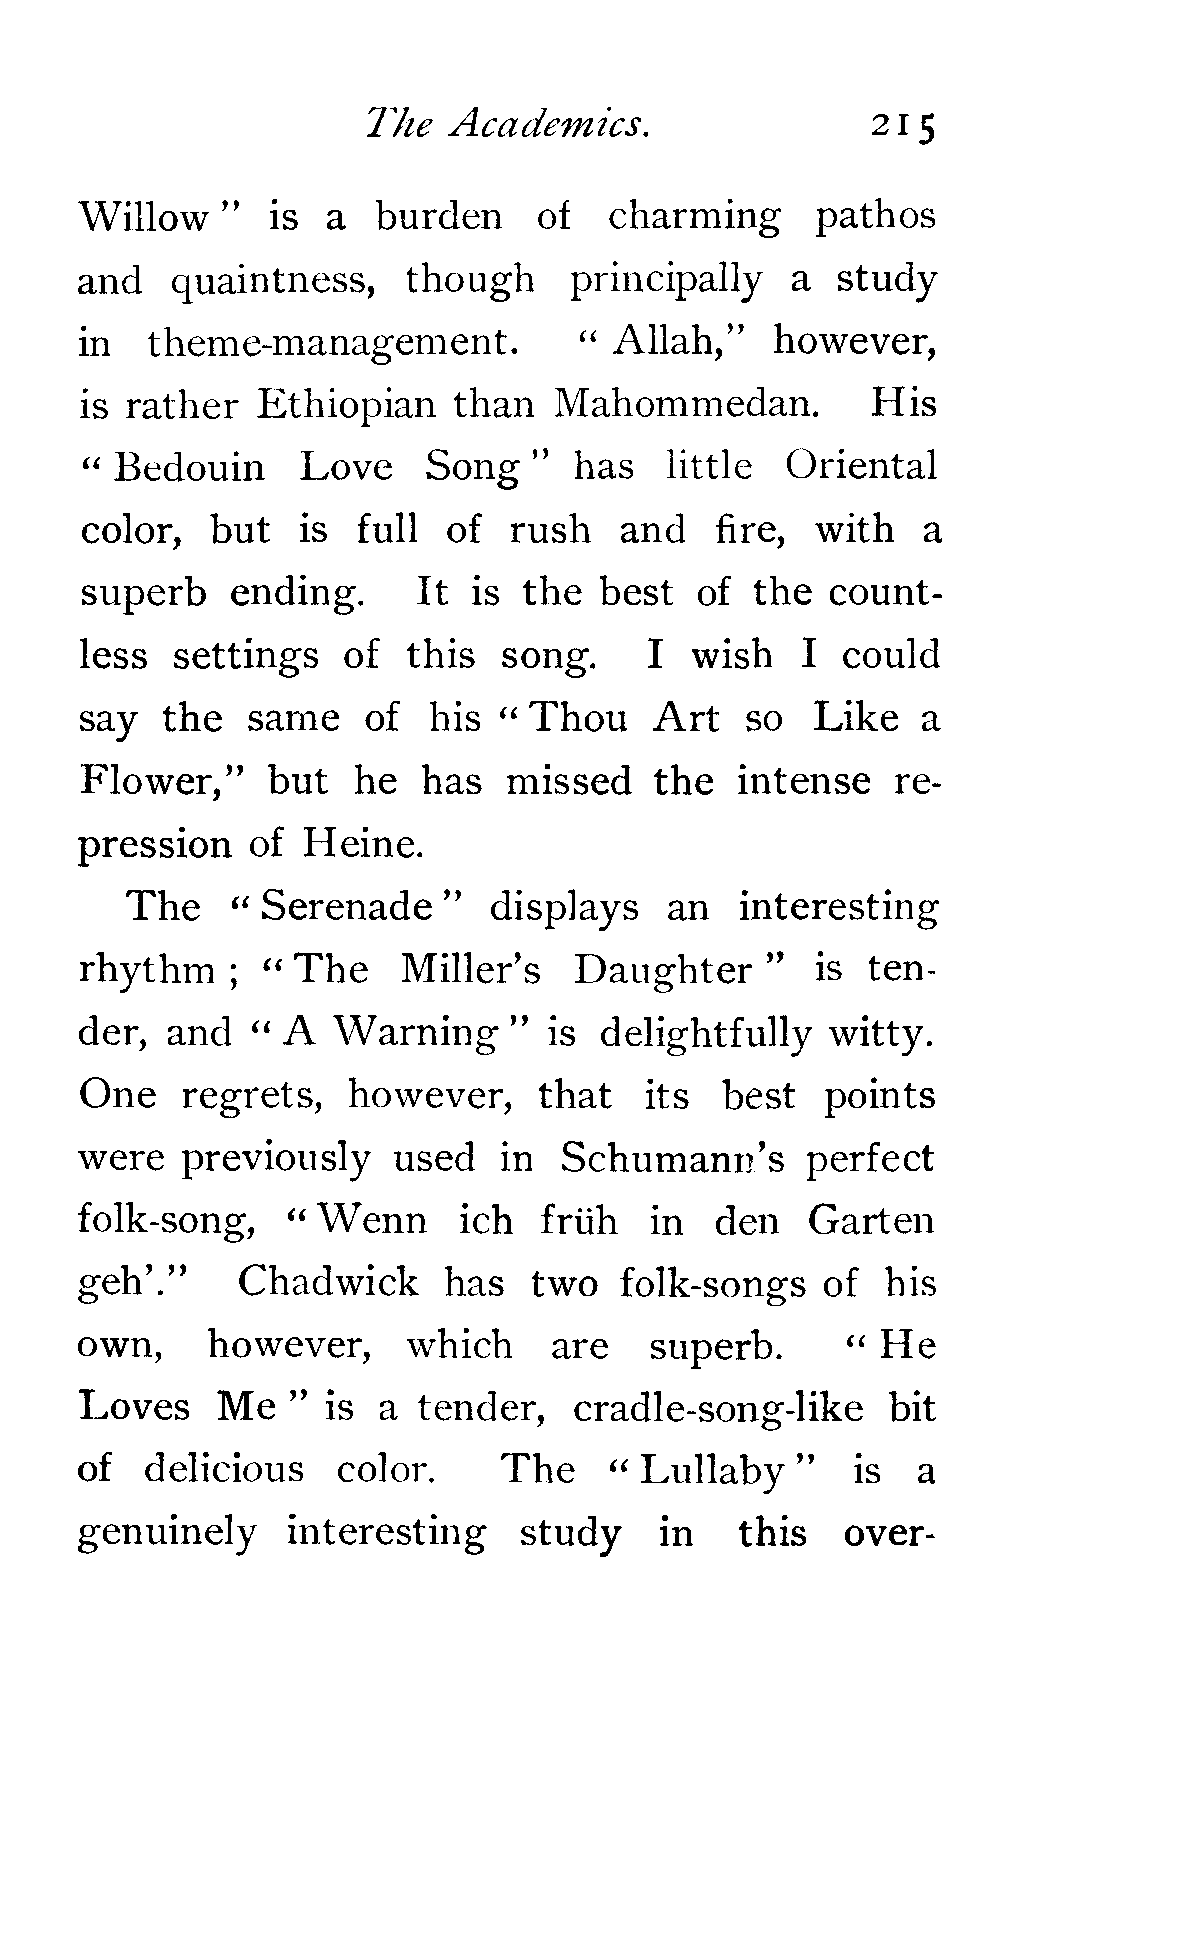 The Academics. 215
Willow " is a burden of charming pathos
and quaintness, though principally a study
in theme-management. " Allah," however,
is rather Ethiopian than Mahommedan. His
" Bedouin Love Song " has little Oriental
color, but is full of rush and fire, with a
superb ending. It is the best of the count-
less settings of this song. I wish I could
say the same of his " Thou Art so Like a
Flower," but he has missed the intense re-
pression of Heine.
The " Serenade " displays an interesting
rhythm ; " The Miller's Daughter " is ten-
der, and " A Warning " is delightfully witty.
One regrets, however, that its best points
were previously used in Schumann's perfect
folk-song, " Wenn ich früh in den Garten
geh'." Chadwick has two folk-songs of his
own, however, which are superb. " He
Loves Me " is a tender, cradle-song-like bit
of delicious color. The " Lullaby " is a
genuinely interesting study in this over-